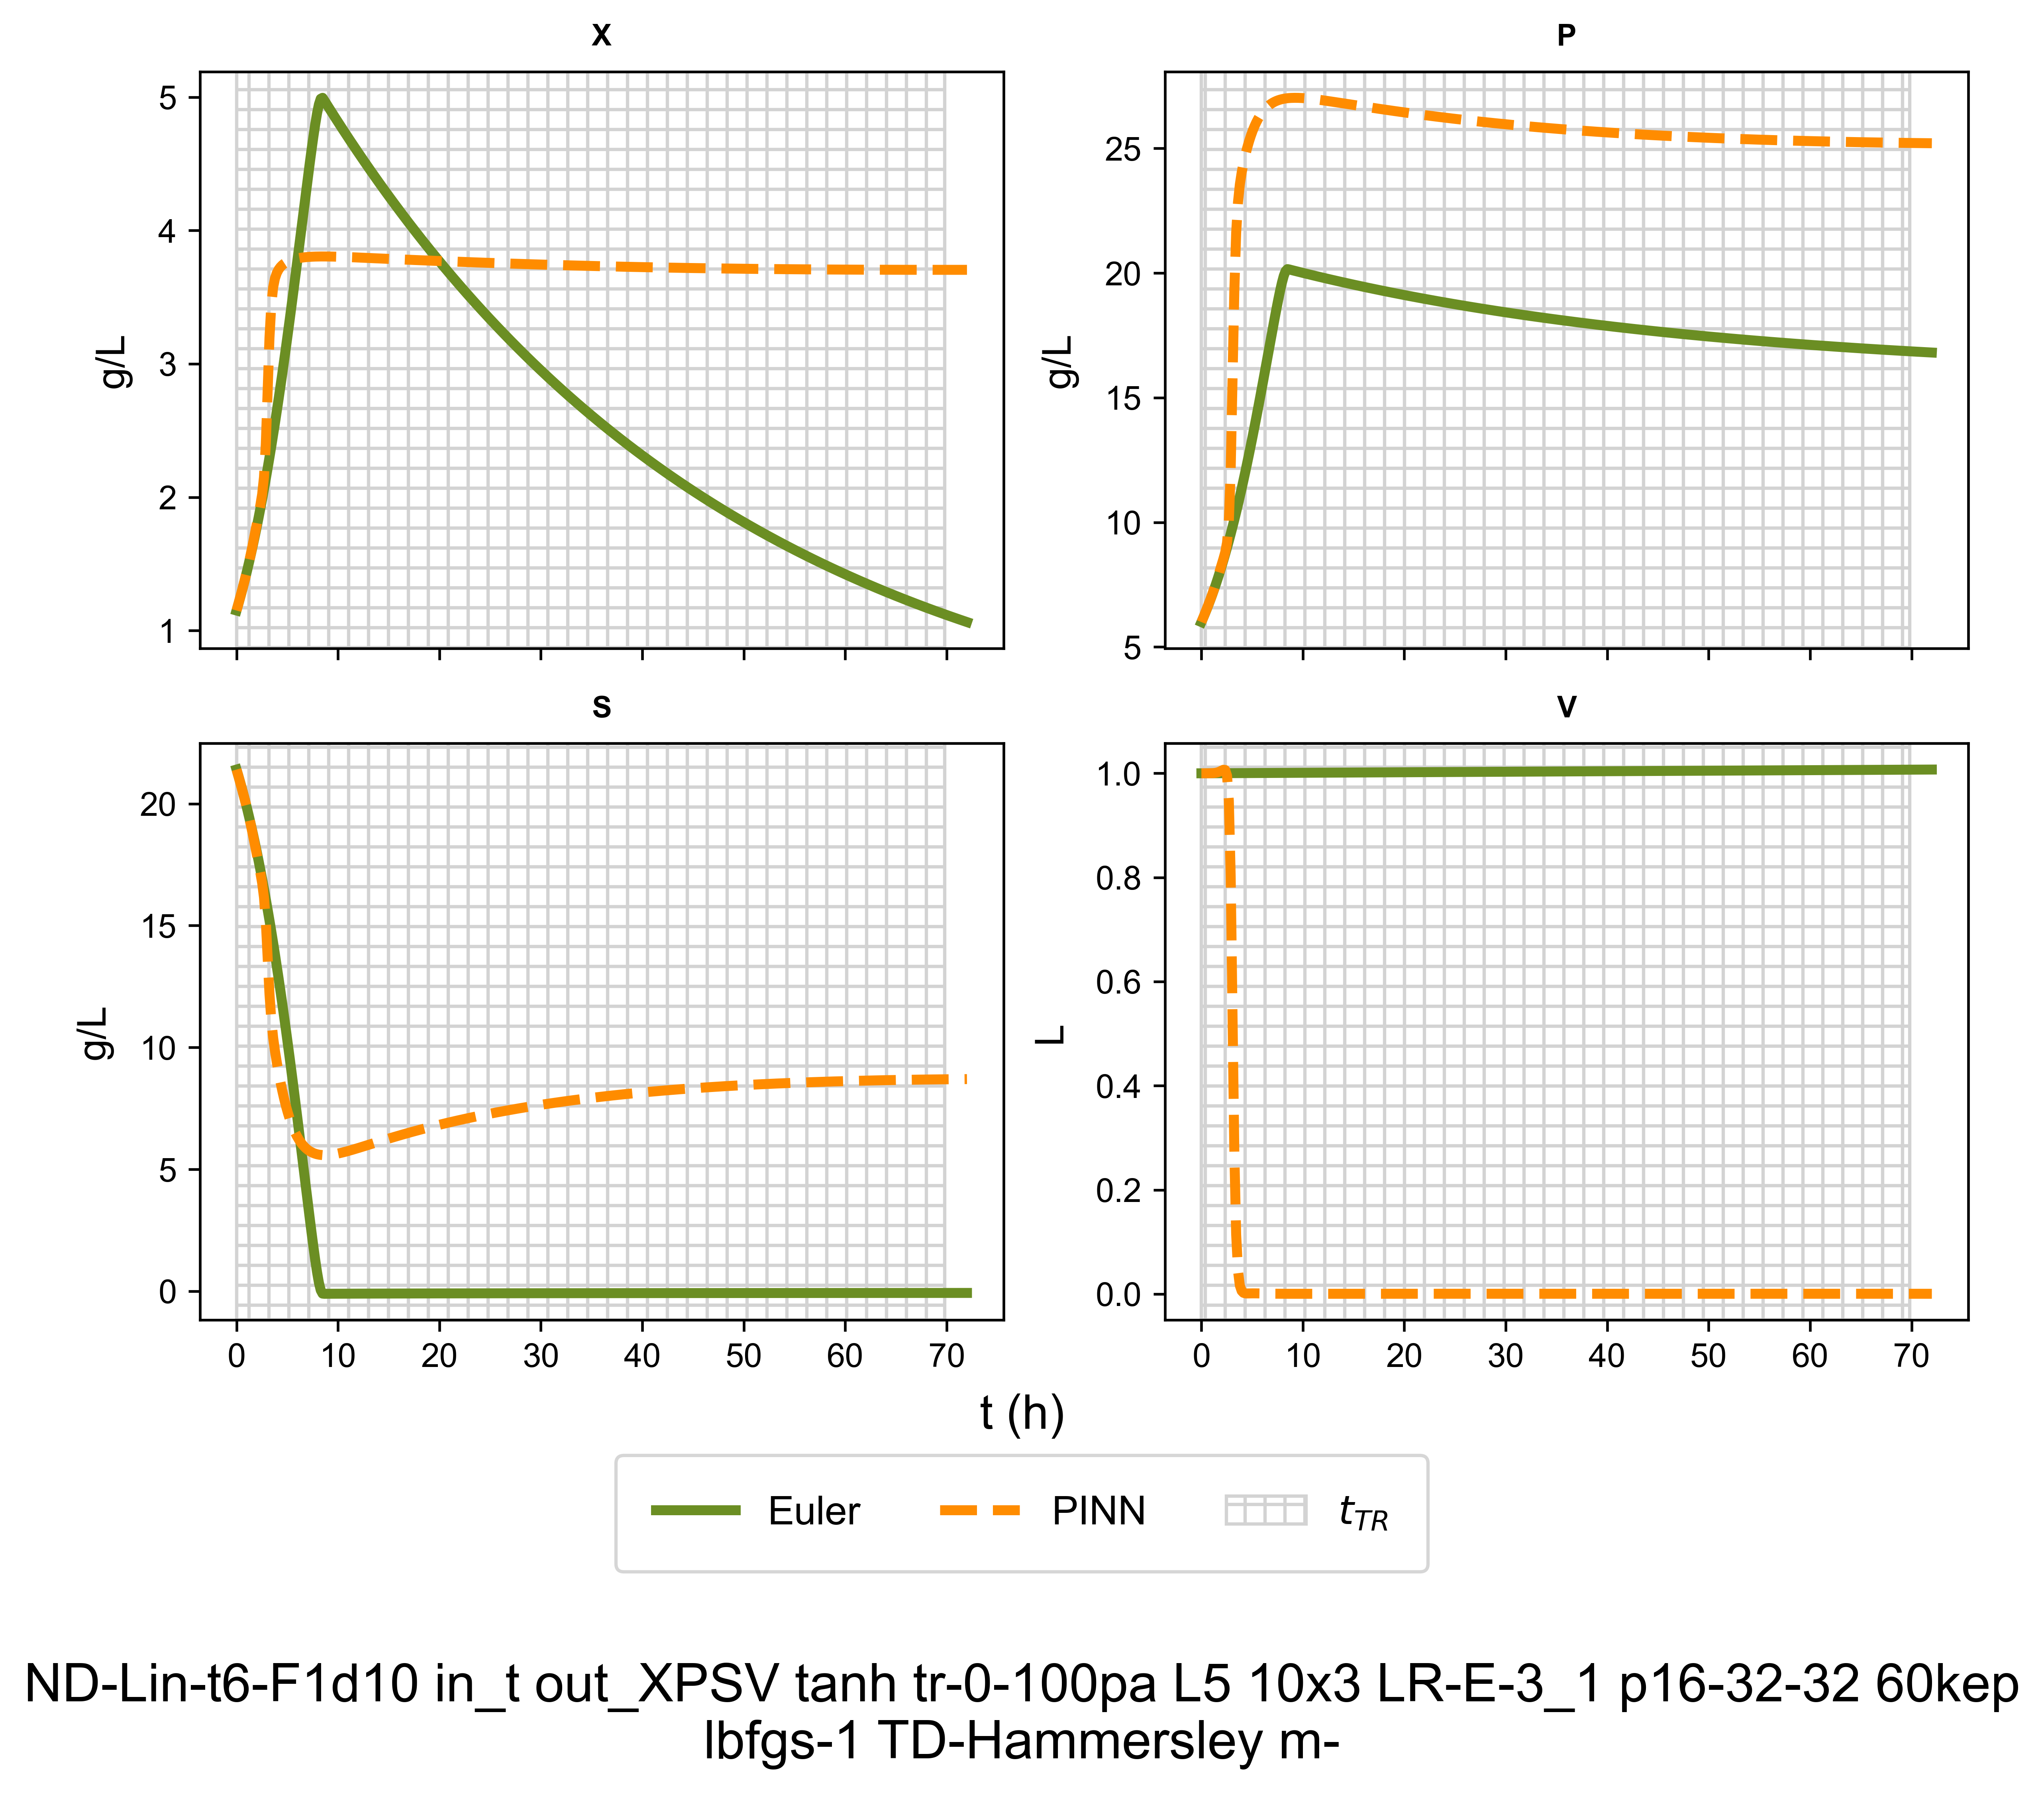 X
P
5
4
3
2
1
g/L
25
20
15
10
5
g/L
S
V
20
15
10
5
0
g/L
1.0
0.8
0.6
0.4
0.2
0.0
L
0 10 20 30 40 50 60 70
0 10 20 30 40 50 60 70
t (h)
Euler PINN t_TR
ND-Lin-t6-F1d10 in_t out_XPSV tanh tr-0-100pa L5 10x3 LR-E-3_1 p16-32-32 60kep
lbfgs-1 TD-Hammersley m-